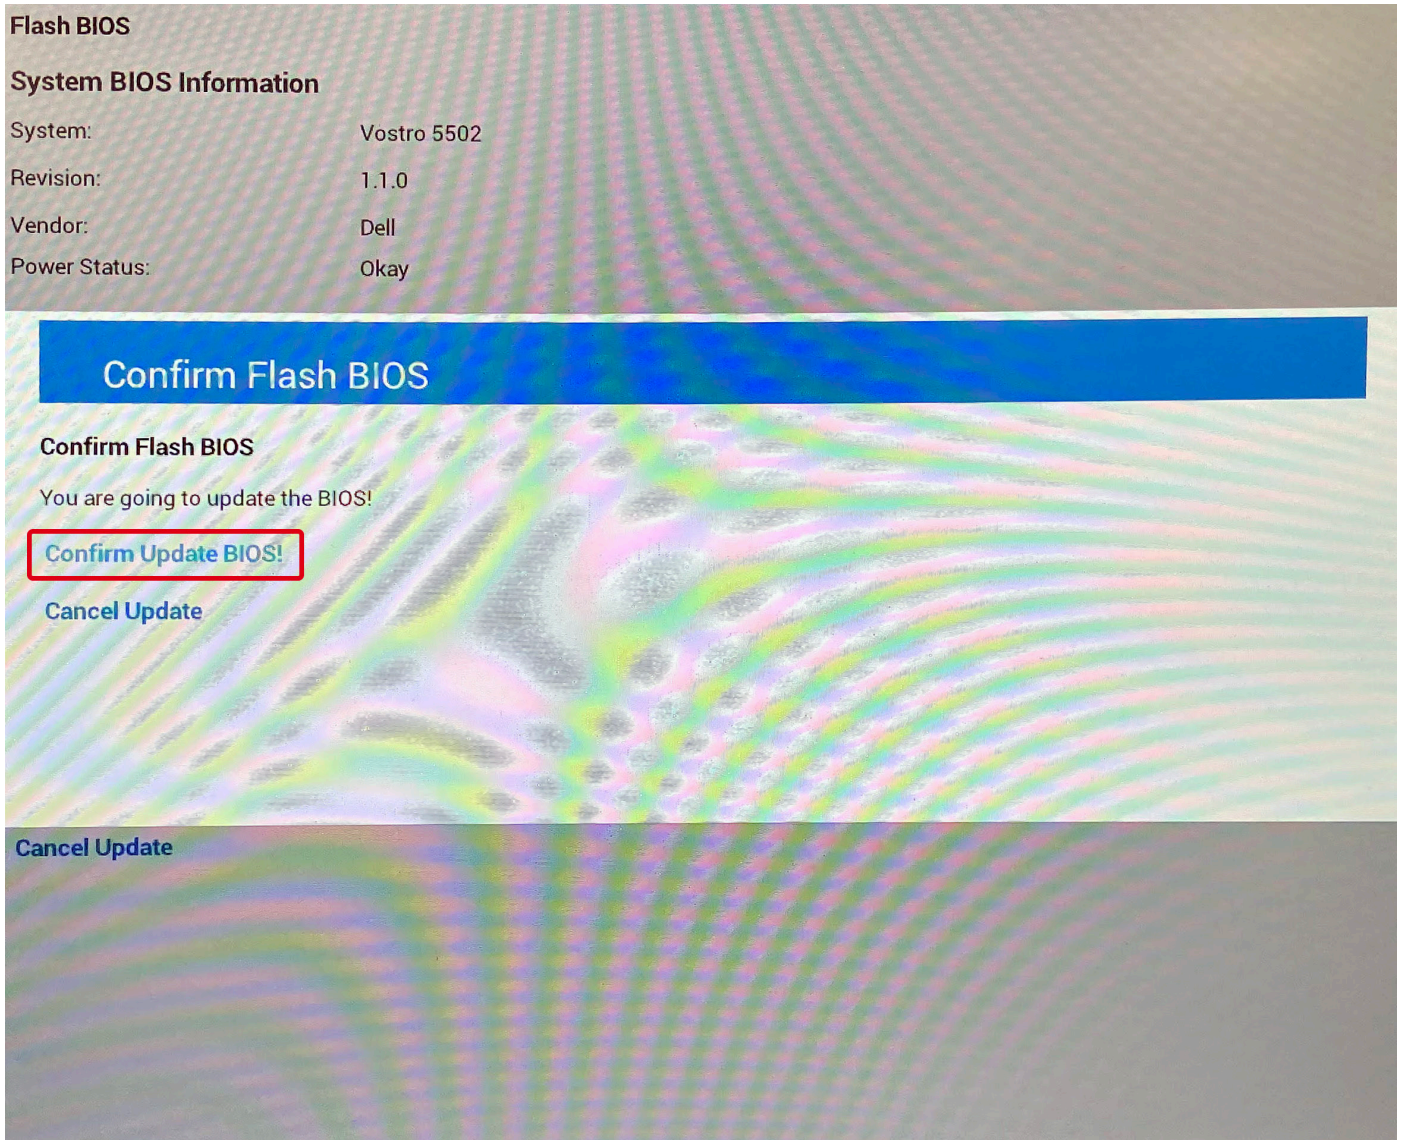 Flash BIOS
System BIOS Information
System: Vostro 5502
Revision: 1.1.0
Vendor: Dell
Power Status: Okay
Confirm Flash BIOS
Confirm Flash BIOS
You are going to update the BIOS!
Confirm Update BIOS!
Cancel Update
Cancel Update